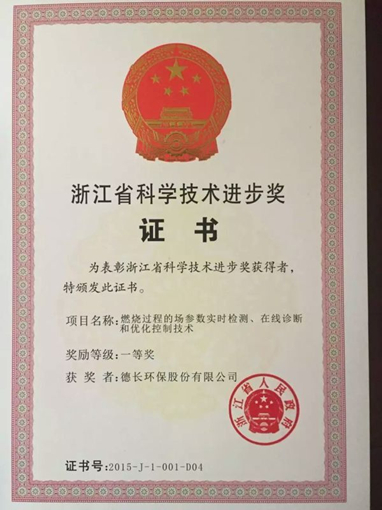 浙江省科学技术进步奖
证书
为表彰浙江省科学技术进步奖获得者，
特颁发此证书。
项目名称：燃烧过程的场参数实时检测、在线诊断
和优化控制技术
奖励等级：一等奖
获奖者：德长环保股份有限公司
浙江省人民政府
证书号：2015-J-1-001-D04